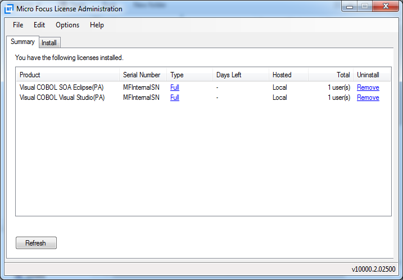 Micro Focus License Administration
File Edit Options Help
Summary Install
You have the following licenses installed.
Product Serial Number Type Days Left Hosted Total Uninstall
Visual COBOL SOA Eclipse(PA) MFInternalSN Full - Local 1 user(s) Remove
Visual COBOL Visual Studio(PA) MFInternalSN Full - Local 1 user(s) Remove
Refresh
v10000.2.02500